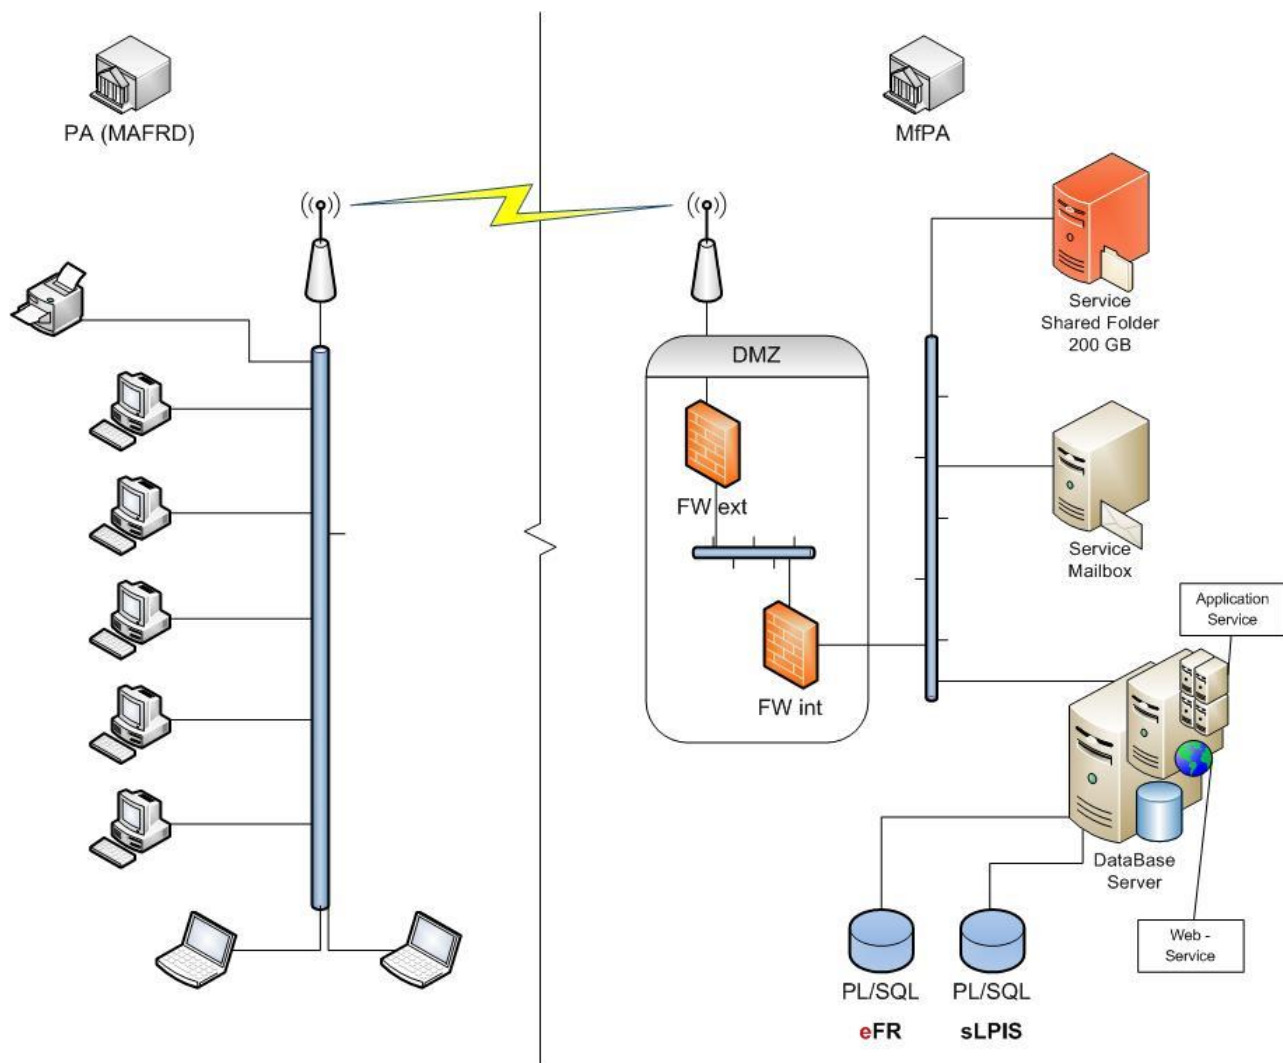 PA (MAFRD)
MfPA
Service
Shared Folder
200 GB
DMZ
FW ext
Service
Mailbox
Application
Service
FW int
DataBase
Server
Web -
Service
PL/SQL
eFR
PL/SQL
sLPIS